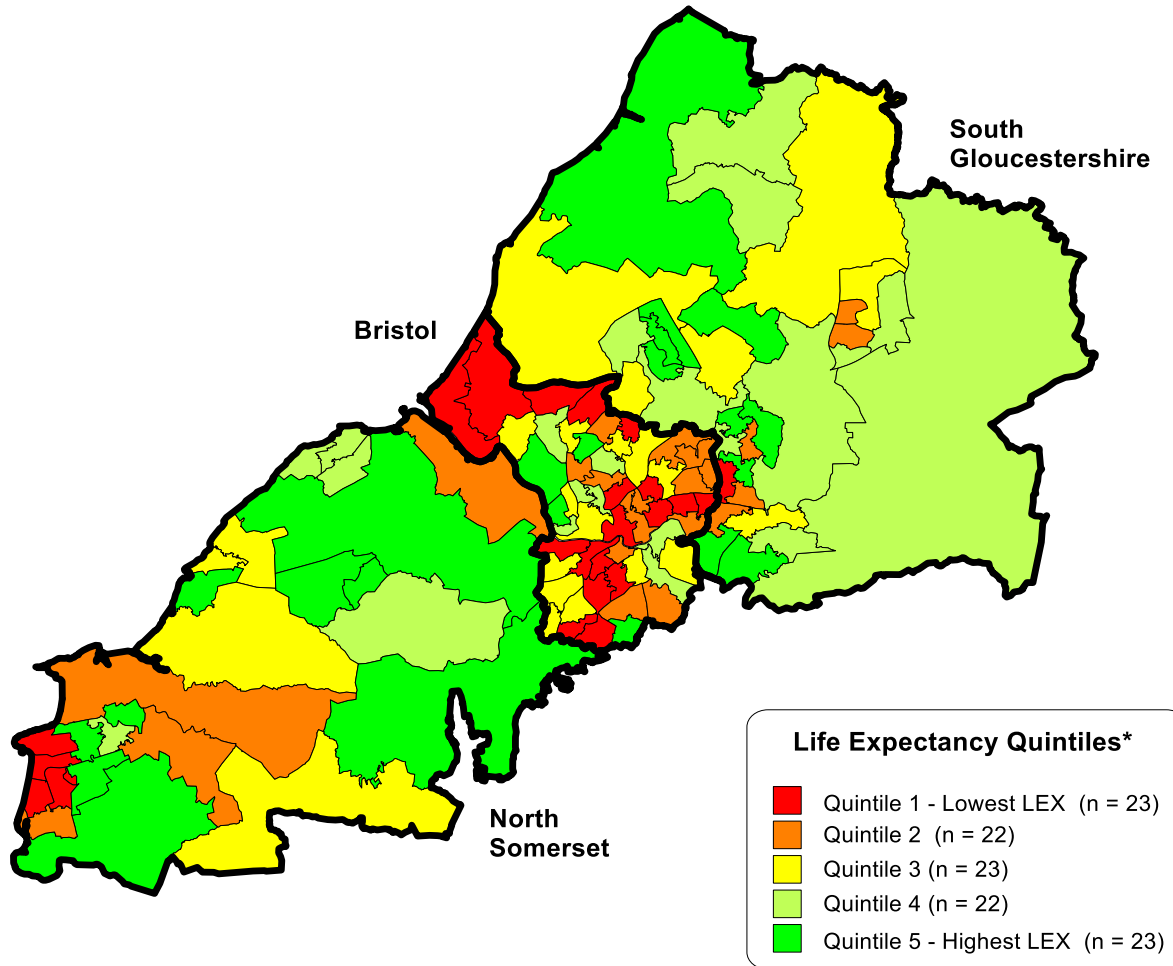 South
Gloucestershire
Bristol
North
Somerset
Life Expectancy Quintiles*
Quintile 1 - Lowest LEX (n = 23)
Quintile 2 (n = 22)
Quintile 3 (n = 23)
Quintile 4 (n = 22)
Quintile 5 - Highest LEX (n = 23)